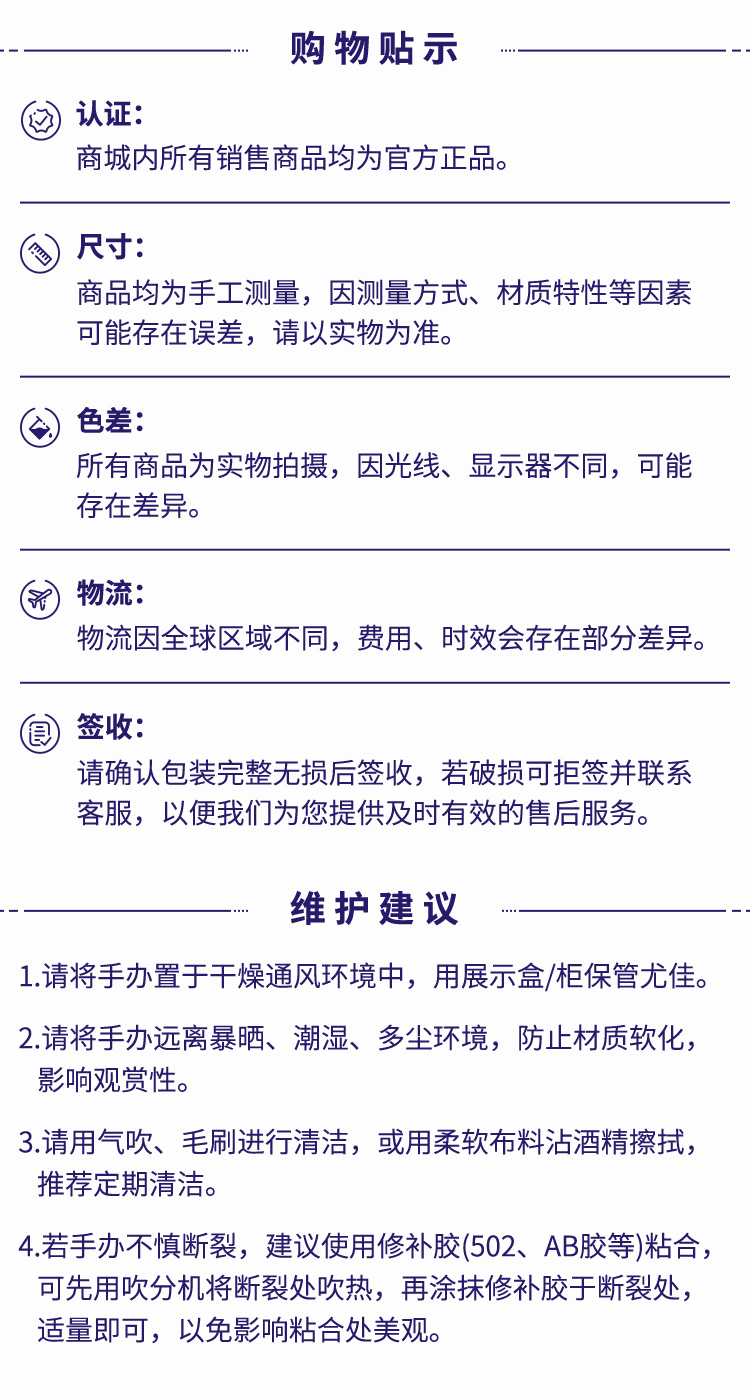 购物贴示
认证：
商城内所有销售商品均为官方正品。
尺寸：
商品均为手工测量，因测量方式、材质特性等因素
可能存在误差，请以实物为准。
色差：
所有商品为实物拍摄，因光线、显示器不同，可能
存在差异。
物流：
物流因全球区域不同，费用、时效会存在部分差异。
签收：
请确认包装完整无损后签收，若破损可拒签并联系
客服，以便我们为您提供及时有效的售后服务。
维护建议
1.请将手办置于干燥通风环境中，用展示盒/柜保管尤佳。
2.请将手办远离暴晒、潮湿、多尘环境，防止材质软化，
影响观赏性。
3.请用气吹、毛刷进行清洁，或用柔软布料沾酒精擦拭，
推荐定期清洁。
4.若手办不慎断裂，建议使用修补胶(502、AB胶等)粘合，
可先用吹分机将断裂处吹热，再涂抹修补胶于断裂处，
适量即可，以免影响粘合处美观。